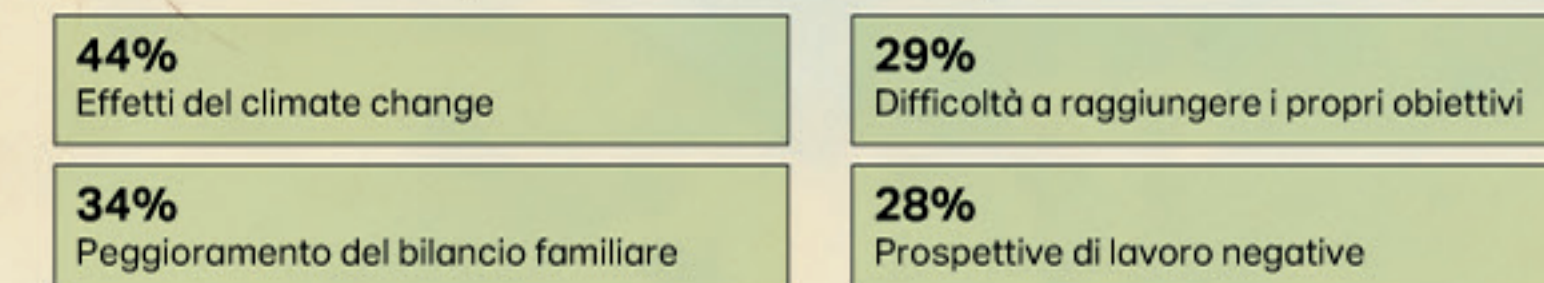 44%
Effetti del climate change
34%
Peggioramento del bilancio familiare
29%
Difficoltà a raggiungere i propri obiettivi
28%
Prospettive di lavoro negative